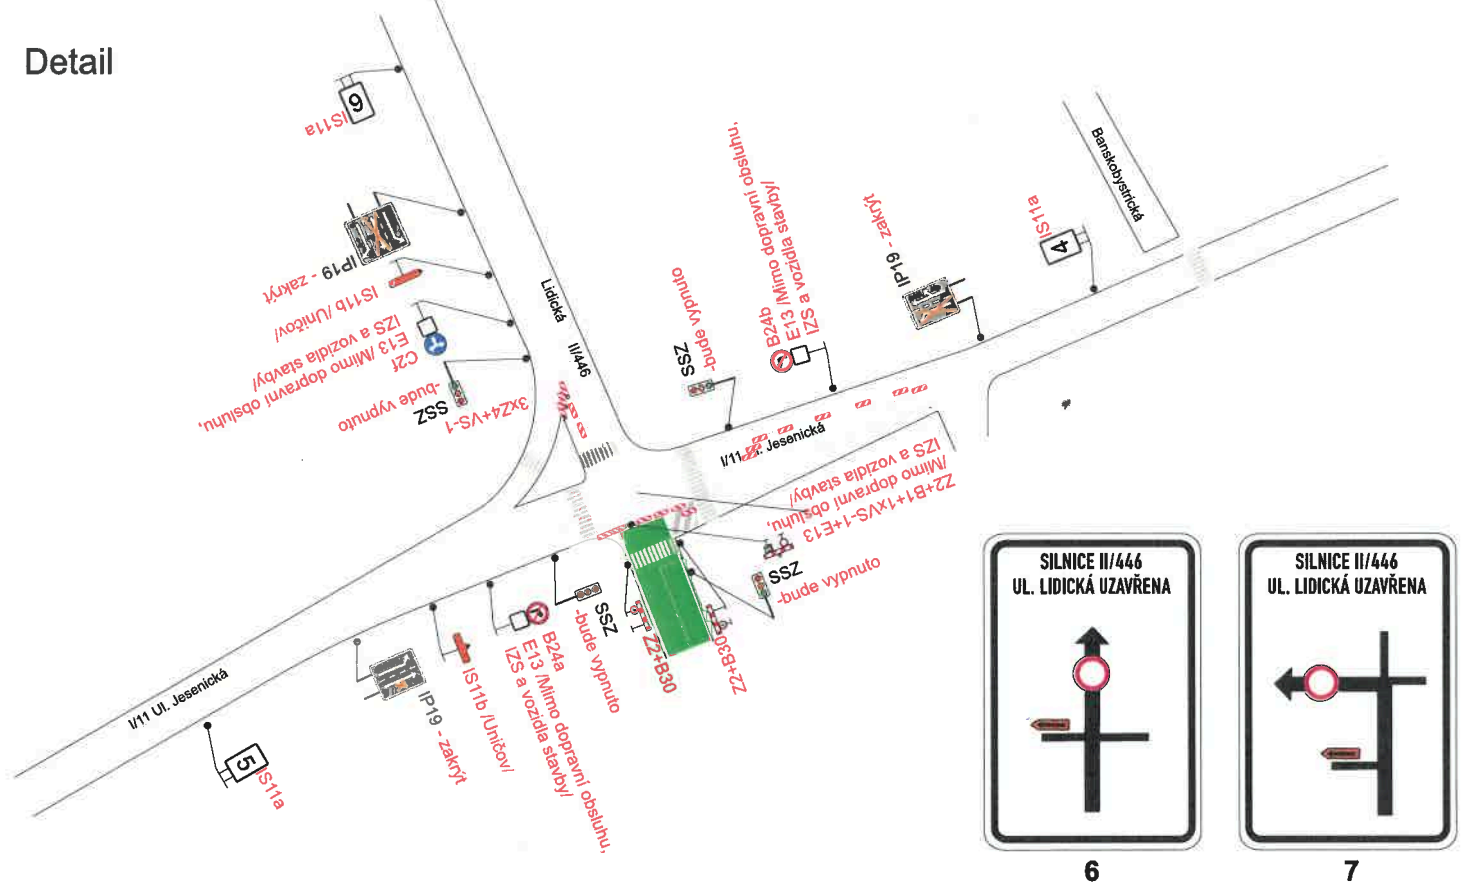 Detail
6
IS11a
IP19 - zakrýt
IS11b /Uničov/
C2f
E13 /Mimo dopravní obsluhu,
IZS a vozidla stavby/
SSZ
-bude vypnuto
3xZ4+VS-1
Lidická
II/446
SSZ
-bude vypnuto
B24b
E13 /Mimo dopravní obsluhu,
IZS a vozidla stavby/
IP19 - zakrýt
4
IS11a
Banskobystrická
I/11 Ul. Jesenická
Z2+B1+1xVS-1+E13
/Mimo dopravní obsluhu,
IZS a vozidla stavby/
SSZ
-bude vypnuto
Z2+B30
Z2+B30
SSZ
-bude vypnuto
B24a
E13 /Mimo dopravní obsluhu,
IZS a vozidla stavby/
IS11b /Uničov/
IP19 - zakrýt
I/11 Ul. Jesenická
5
IS11a
SILNICE II/446
UL. LIDICKÁ UZAVŘENA
6
SILNICE II/446
UL. LIDICKÁ UZAVŘENA
7